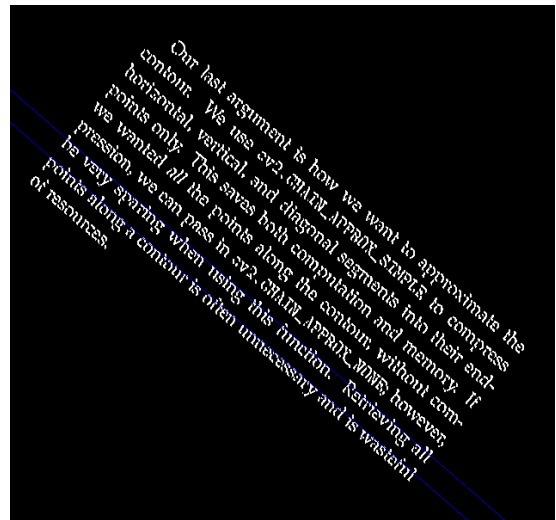 Our last argument is how we want to approximate the
contour. We use cv2.CHAIN_APPROX_SIMPLE to compress
horizontal, vertical, and diagonal segments into their end-
points only. This saves both computation and memory. If
we wanted all the points along the contour, without com-
pression, we can pass in cv2.CHAIN_APPROX_NONE; however,
be very sparing when using this function. Retrieving all
points along a contour is often unnecessary and is wasteful
of resources.